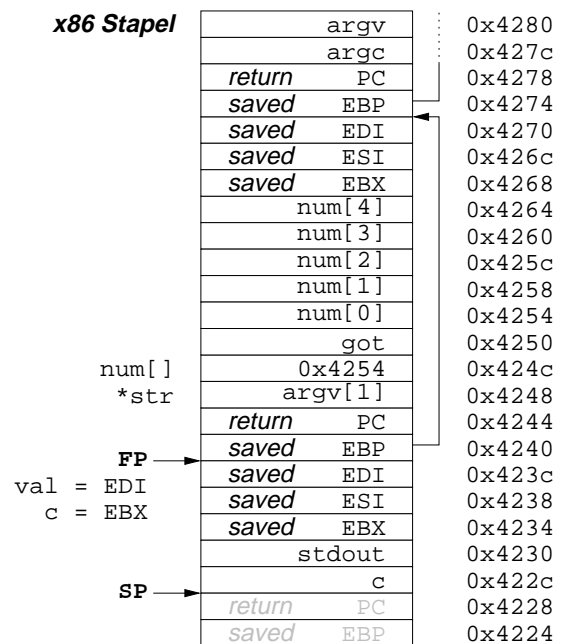 x86 Stapel argv 0x4280
argc 0x427c
return PC 0x4278
saved EBP 0x4274
saved EDI 0x4270
saved ESI 0x426c
saved EBX 0x4268
num[4] 0x4264
num[3] 0x4260
num[2] 0x425c
num[1] 0x4258
num[0] 0x4254
got 0x4250
num[] 0x4254 0x424c
*str argv[1] 0x4248
return PC 0x4244
saved EBP 0x4240
FP saved EDI 0x423c
val = EDI
c = EBX saved ESI 0x4238
saved EBX 0x4234
stdout 0x4230
c 0x422c
SP
return PC 0x4228
saved EBP 0x4224